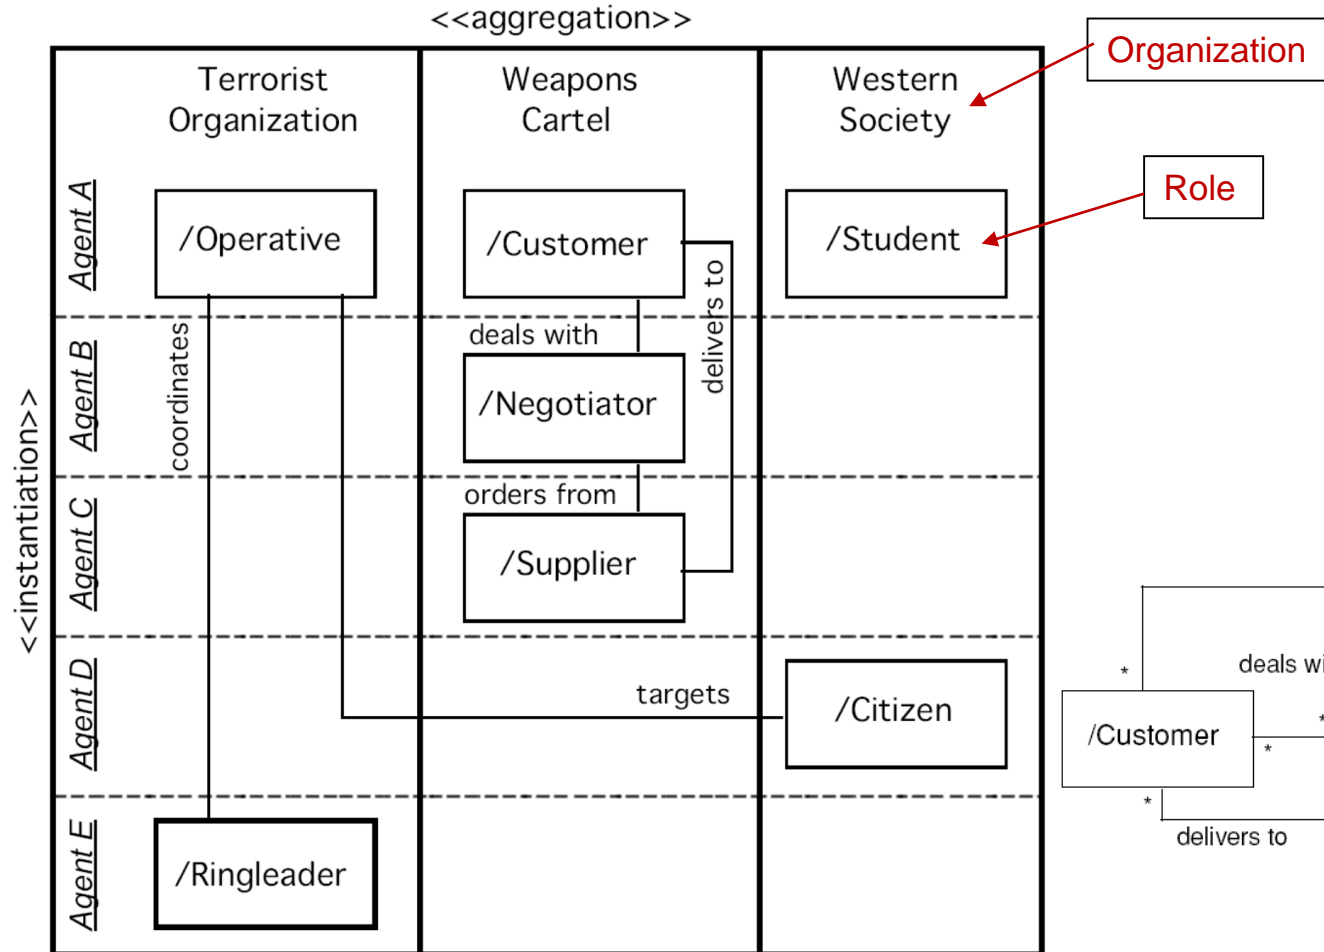 <<aggregation>>
Organization
Terrorist
Organization
Weapons
Cartel
Western
Society
Role
Agent A
/Operative
/Customer
/Student
delivers to
coordinates
deals with
Agent B
/Negotiator
<<instantiation>>
orders from
Agent C
/Supplier
Agent D
targets
/Citizen
deals wi
*
/Customer
*
*
*
delivers to
Agent E
/Ringleader